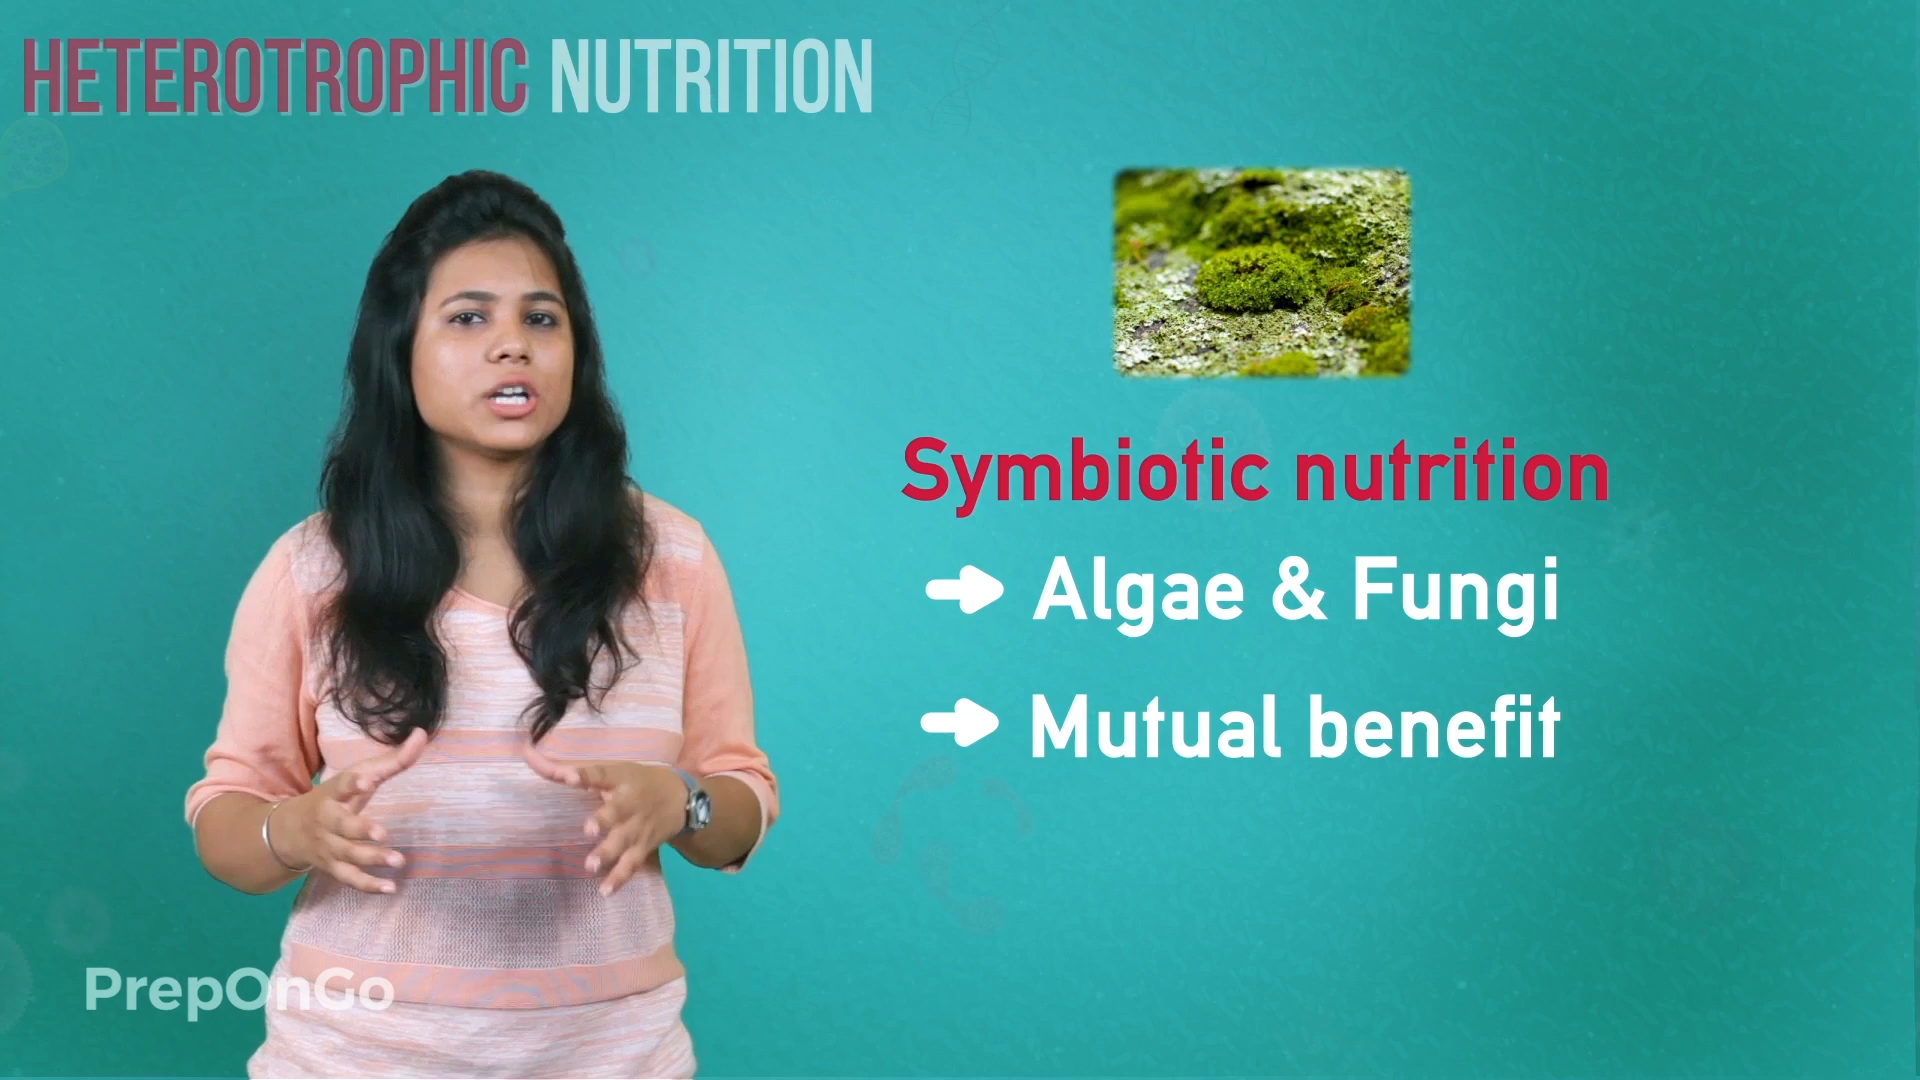 HETEROTROPHIC NUTRITION
Symbiotic nutrition
Algae & Fungi
Mutual benefit
PrepOnGo